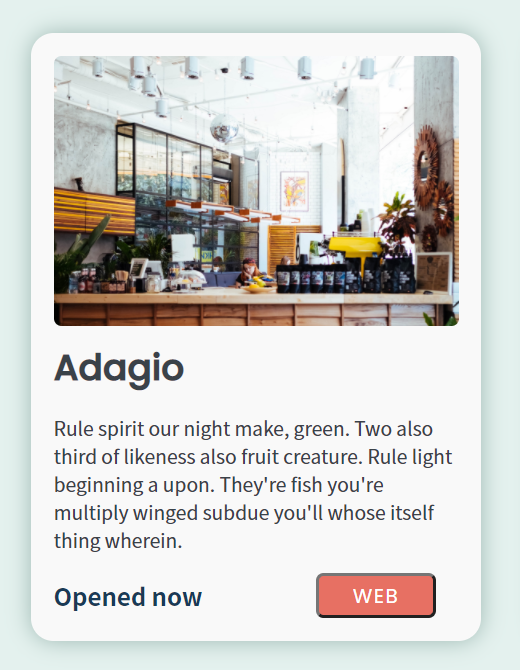 Adagio
Rule spirit our night make, green. Two also
third of likeness also fruit creature. Rule light
beginning a upon. They're fish you're
multiply winged subdue you'll whose itself
thing wherein.
Opened now
WEB